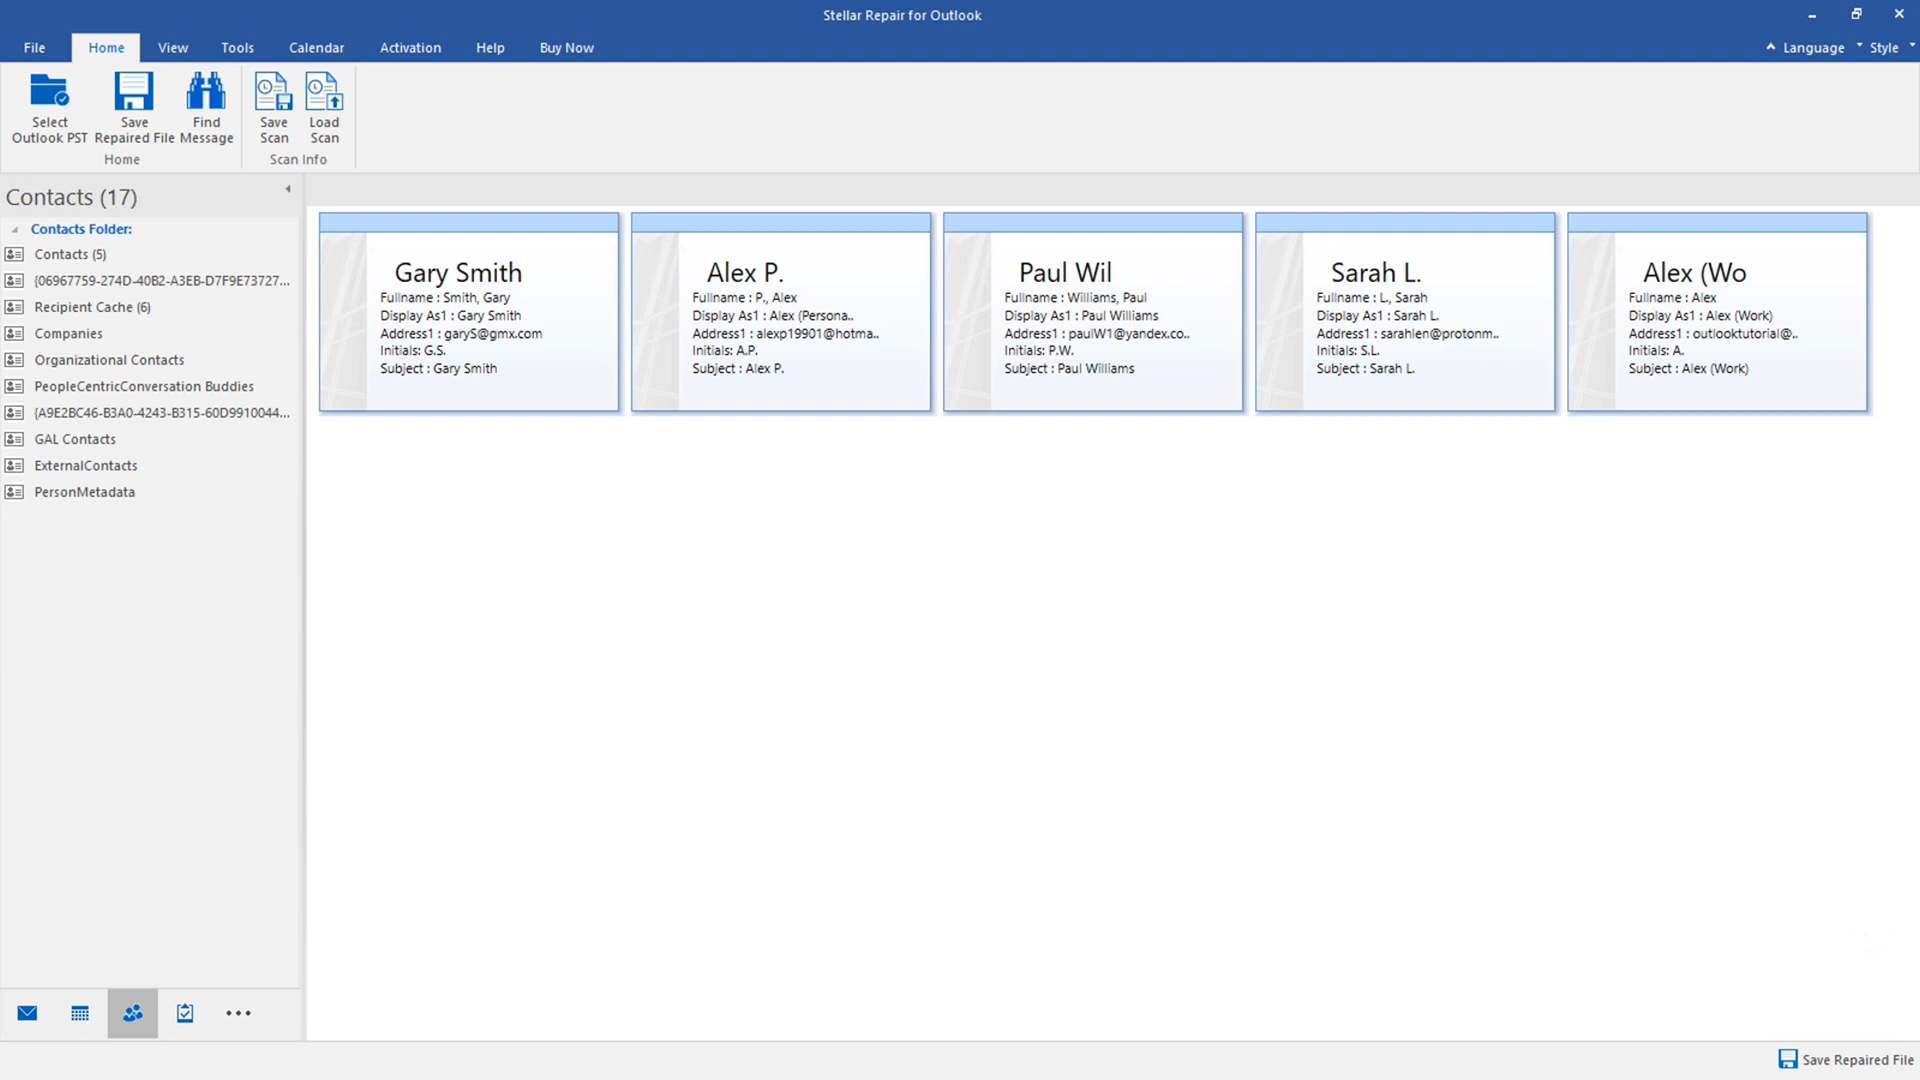 Stellar Repair for Outlook
File Home View Tools Calendar Activation Help Buy Now Language Style
Select Outlook PST
Save Repaired File
Find Message
Save Scan
Load Scan
Home
Scan Info
Contacts (17)
Contacts Folder:
Contacts (5)
{06967759-274D-40B2-A3EB-D7F9E73727...
Recipient Cache (6)
Companies
Organizational Contacts
PeopleCentricConversation Buddies
{A9E2BC46-B3A0-4243-B315-60D9910044...
GAL Contacts
ExternalContacts
PersonMetadata
Gary Smith
Fullname : Smith, Gary
Display As1 : Gary Smith
Address1 : garyS@gmx.com
Initials: G.S.
Subject : Gary Smith
Alex P.
Fullname : P., Alex
Display As1 : Alex (Persona..
Address1 : alexp19901@hotma..
Initials: A.P.
Subject : Alex P.
Paul Wil
Fullname : Williams, Paul
Display As1 : Paul Williams
Address1 : paulW1@yandex.co..
Initials: P.W.
Subject : Paul Williams
Sarah L.
Fullname : L., Sarah
Display As1 : Sarah L.
Address1 : sarahlen@protonm..
Initials: S.L.
Subject : Sarah L.
Alex (Wo
Fullname : Alex
Display As1 : Alex (Work)
Address1 : outlooktutorial@..
Initials: A.
Subject : Alex (Work)
Save Repaired File